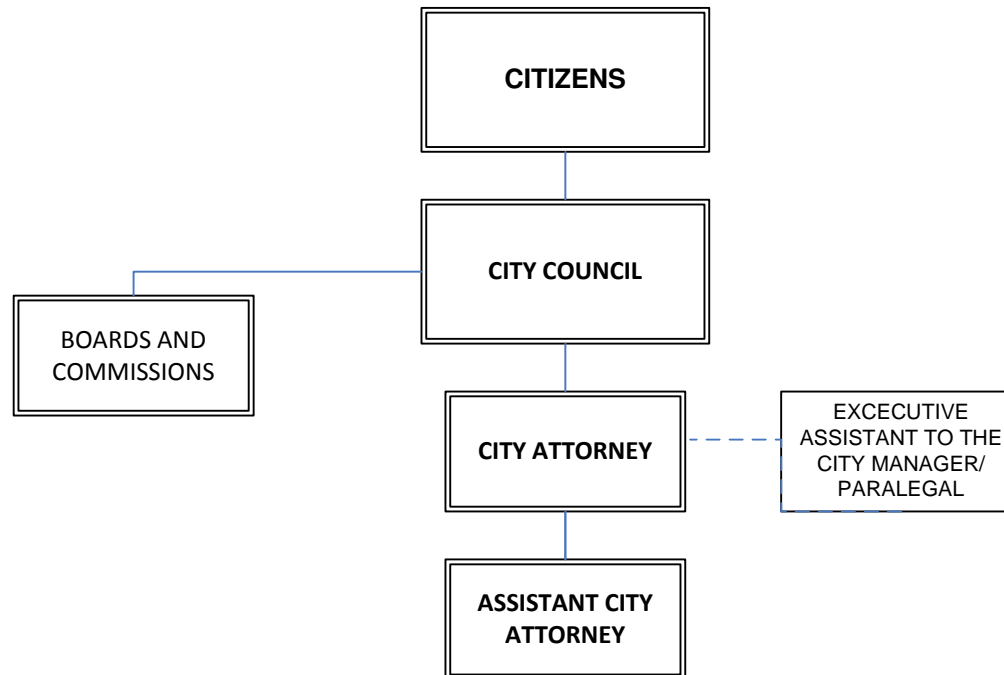 CITIZENS
CITY COUNCIL
BOARDS AND
COMMISSIONS
CITY ATTORNEY
EXCECUTIVE
ASSISTANT TO THE
CITY MANAGER/
PARALEGAL
ASSISTANT CITY
ATTORNEY